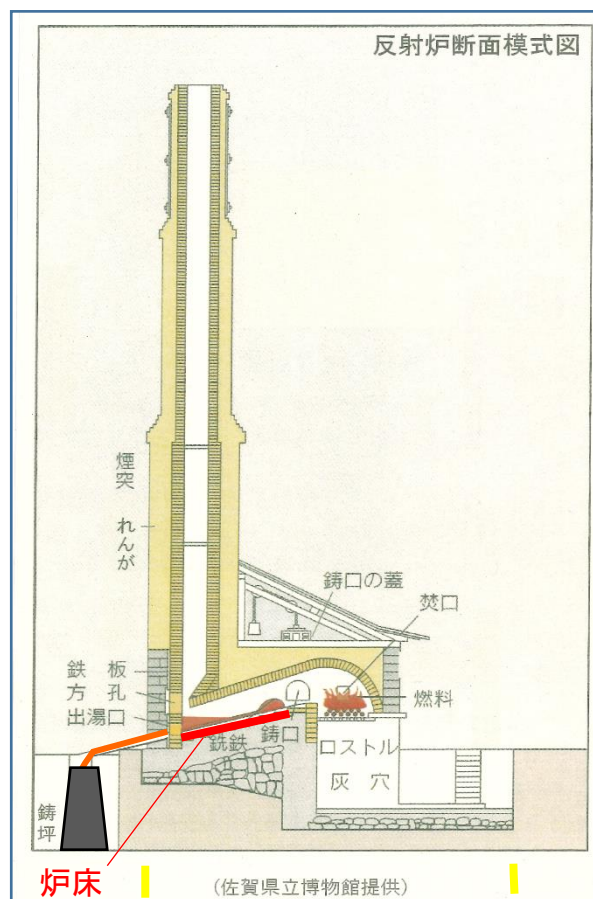 反射炉断面模式図
煙突
れんが
鋳口の蓋
焚口
鉄板
方孔
出湯口
銑鉄
鋳口
燃料
ロストル
灰穴
鋳坪
炉床
(佐賀県立博物館提供)